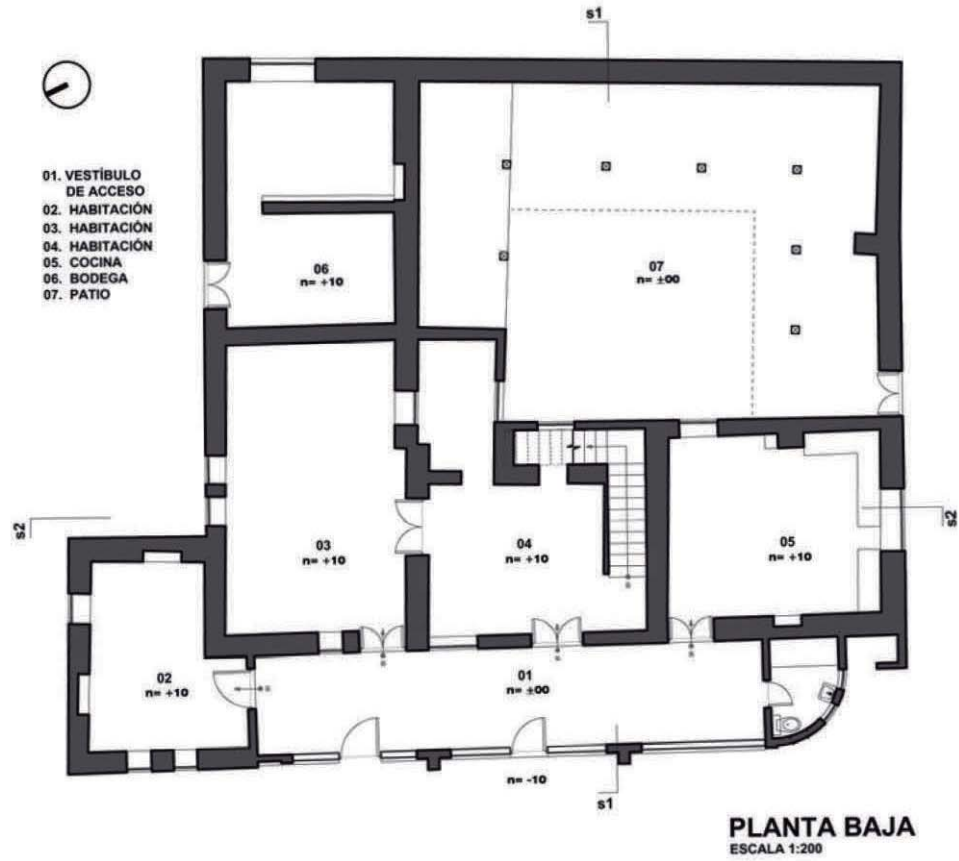 s1
01. VESTÍBULO
DE ACCESO
02. HABITACIÓN
03. HABITACIÓN
04. HABITACIÓN
05. COCINA
06. BODEGA
07. PATIO
06
n= +10
07
n= ±00
s2
s2
03
n= +10
04
n= +10
05
n= +10
02
n= +10
01
n= ±00
n= -10
s1
PLANTA BAJA
ESCALA 1:200